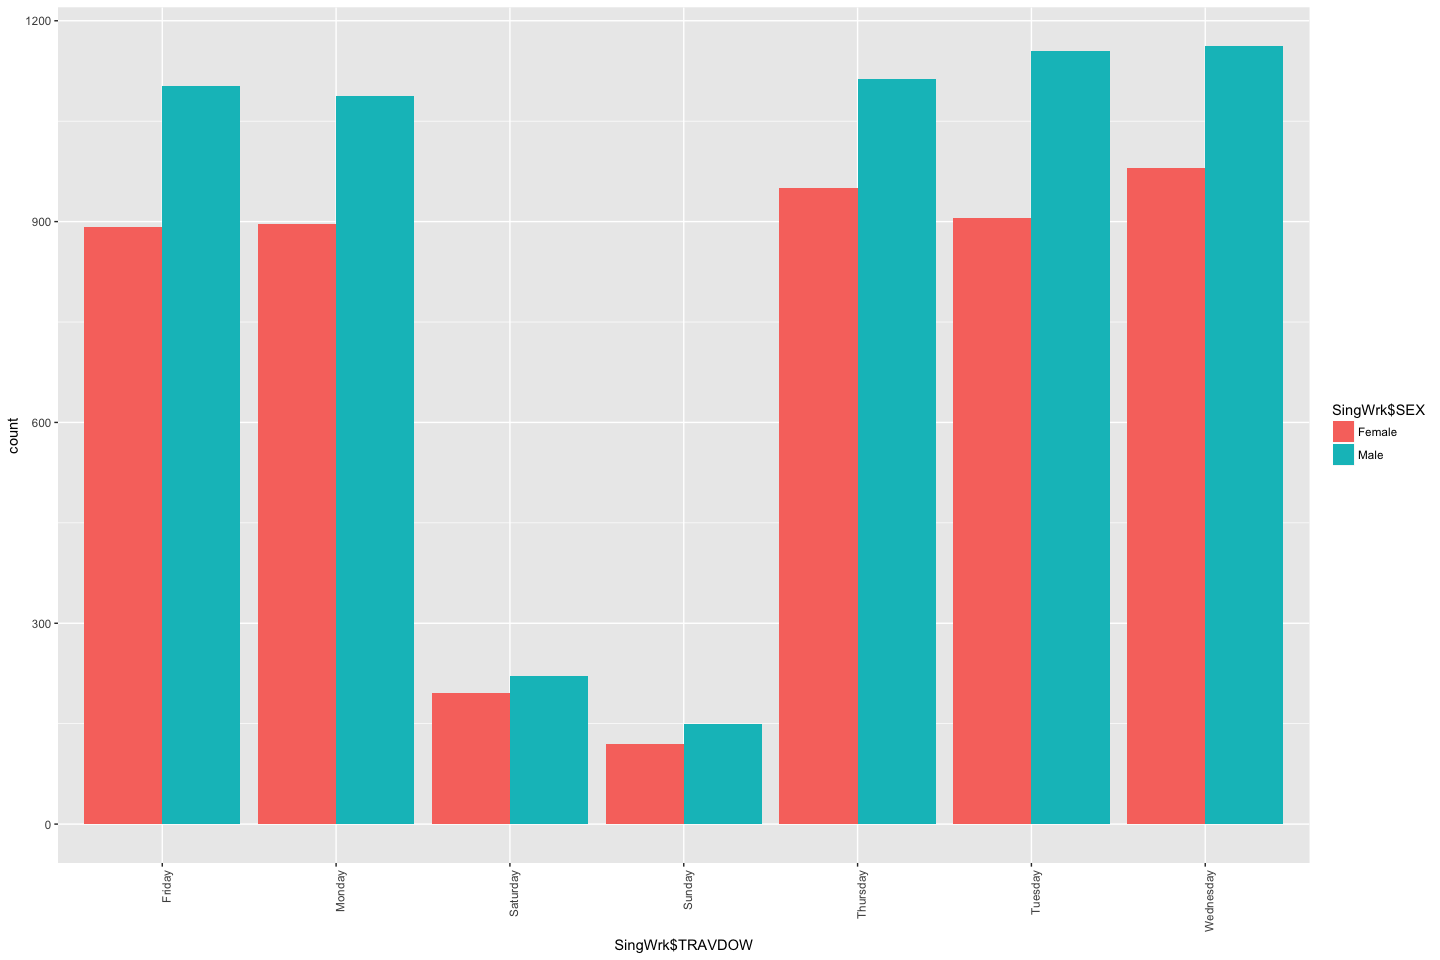 1200
900
600
300
0
count
Friday
Monday
Saturday
Sunday
Thursday
Tuesday
Wednesday
SingWrk$TRAVDOW
SingWrk$SEX
Female
Male